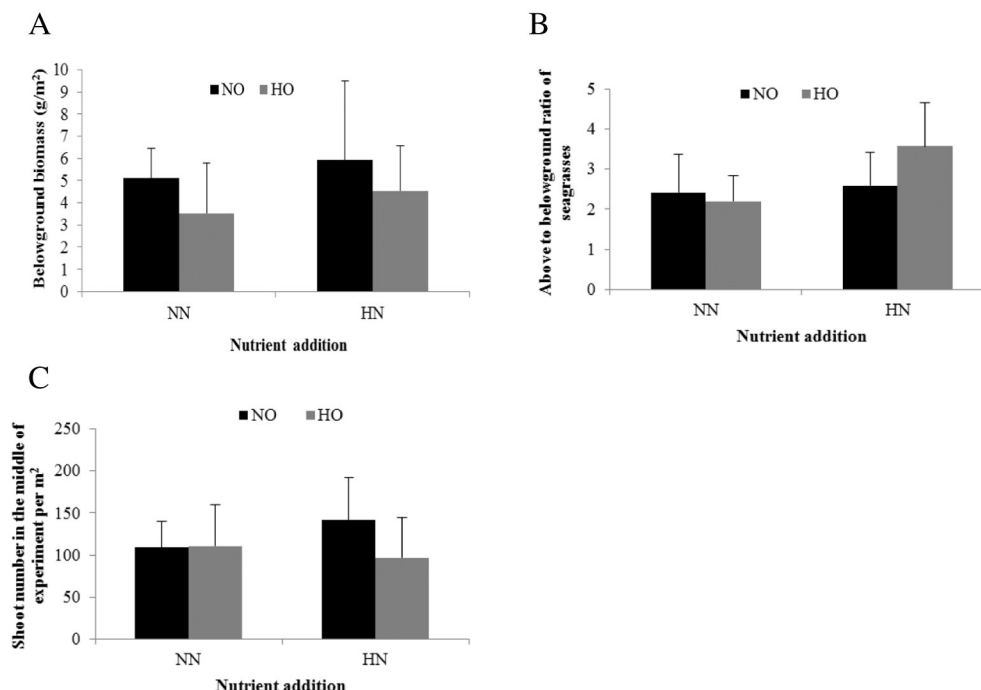 A
Belowground biomass (g/m²)
10
9
8
7
6
5
4
3
2
1
0
NO HO
NN HN
Nutrient addition
B
Above to belowground ratio of
seagrasses
5
4
3
2
1
0
NO HO
NN HN
Nutrient addition
C
Shoot number in the middle of
experiment per m²
250
200
150
100
50
0
NO HO
NN HN
Nutrient addition